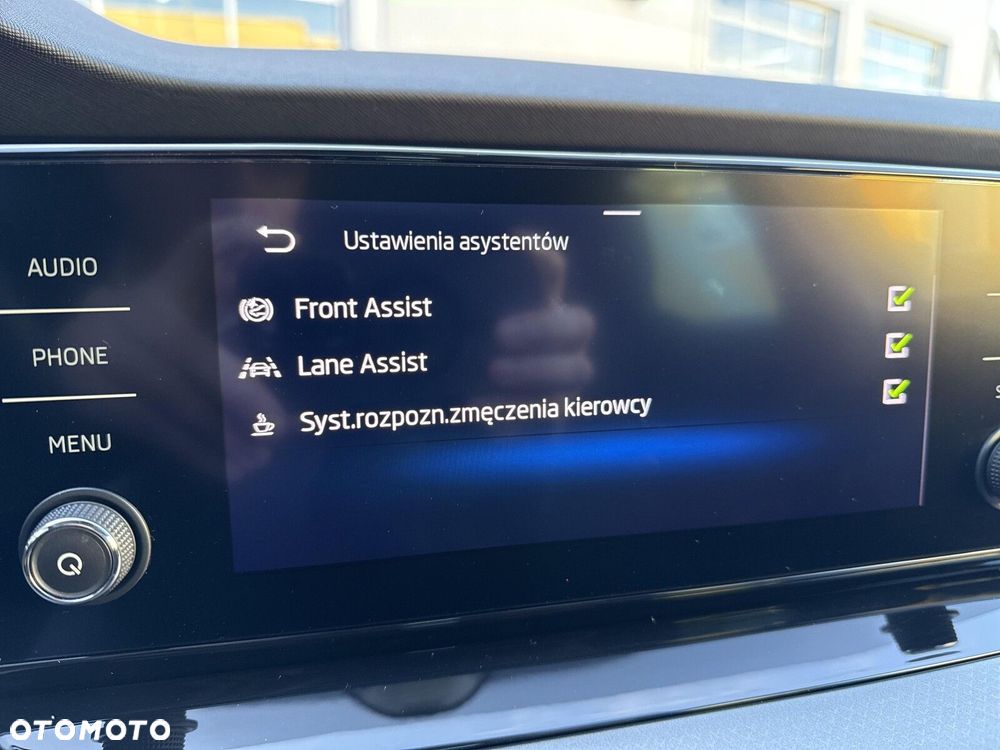 Ustawienia asystentów
AUDIO
Front Assist
PHONE
Lane Assist
Syst.rozpozn.zmęczenia kierowcy
MENU
OTOMOTO